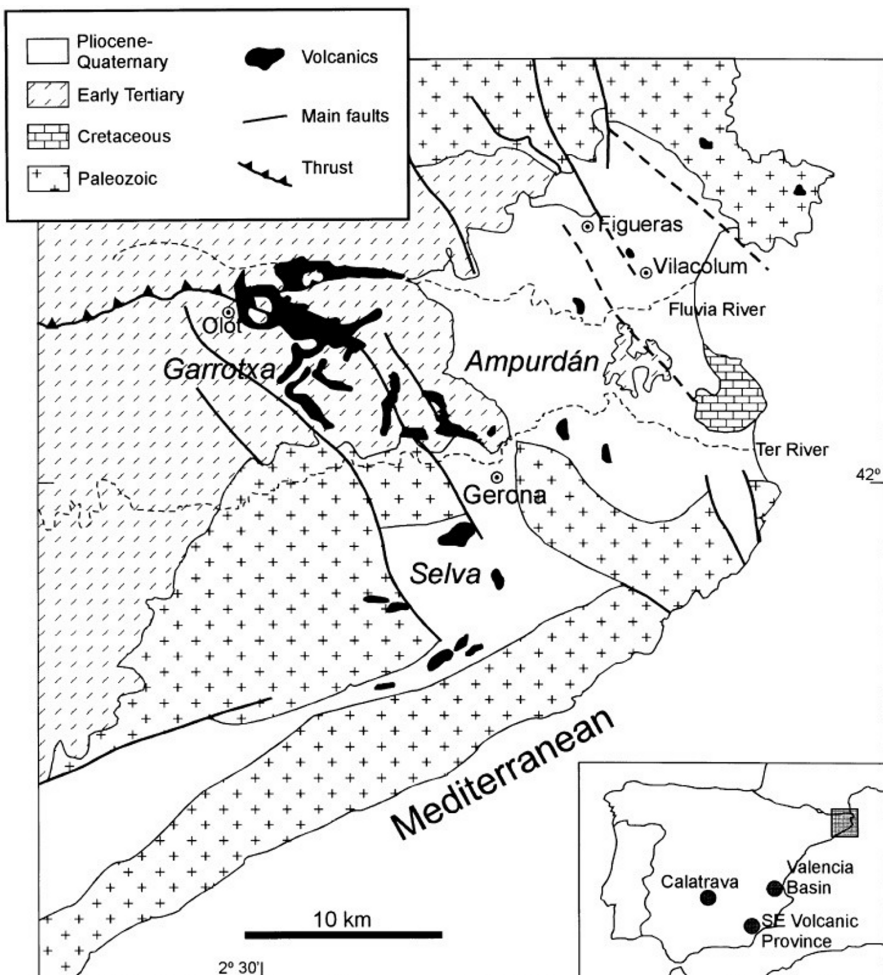 Pliocene-
Quaternary
Early Tertiary
Cretaceous
Paleozoic
Volcanics
Main faults
Thrust
Figueras
Vilacolum
Fluvia River
Olot
Garrotxa
Ampurdán
Ter River
42º
Gerona
Selva
Mediterranean
10 km
2º 30'
Calatrava
Valencia
Basin
SE Volcanic
Province